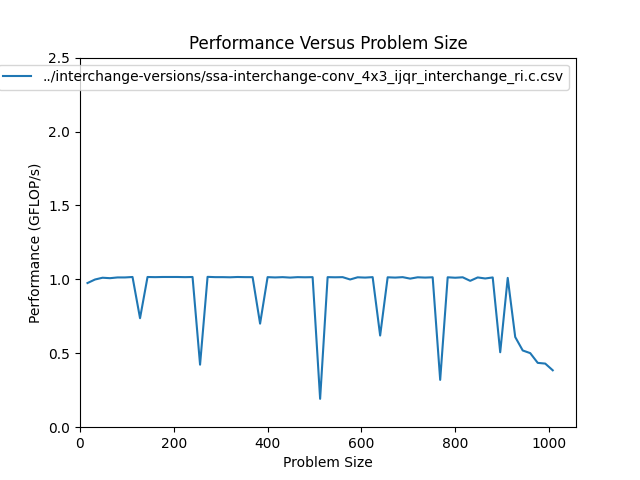 Performance Versus Problem Size
2.5
../interchange-versions/ssa-interchange-conv_4x3_ijqr_interchange_ri.c.csv
2.0
1.5
1.0
0.5
0.0
Performance (GFLOP/s)
0 200 400 600 800 1000
Problem Size